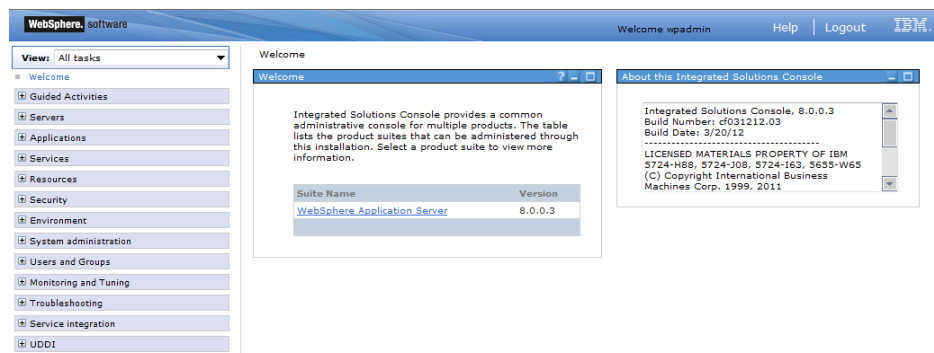 WebSphere. software
Welcome wpadmin
Help | Logout
IBM.
View: All tasks
Welcome
Guided Activities
Servers
Applications
Services
Resources
Security
Environment
System administration
Users and Groups
Monitoring and Tuning
Troubleshooting
Service integration
UDDI
Welcome
Welcome
?
Integrated Solutions Console provides a common
administrative console for multiple products. The table
lists the product suites that can be administered through
this installation. Select a product suite to view more
information.
Suite Name Version
WebSphere Application Server 8.0.0.3
About this Integrated Solutions Console
Integrated Solutions Console, 8.0.0.3
Build Number: cf031212.03
Build Date: 3/20/12
-------------------------------------
LICENSED MATERIALS PROPERTY OF IBM
5724-H88, 5724-J08, 5724-I63, 5655-W65
(C) Copyright International Business
Machines Corp. 1999, 2011